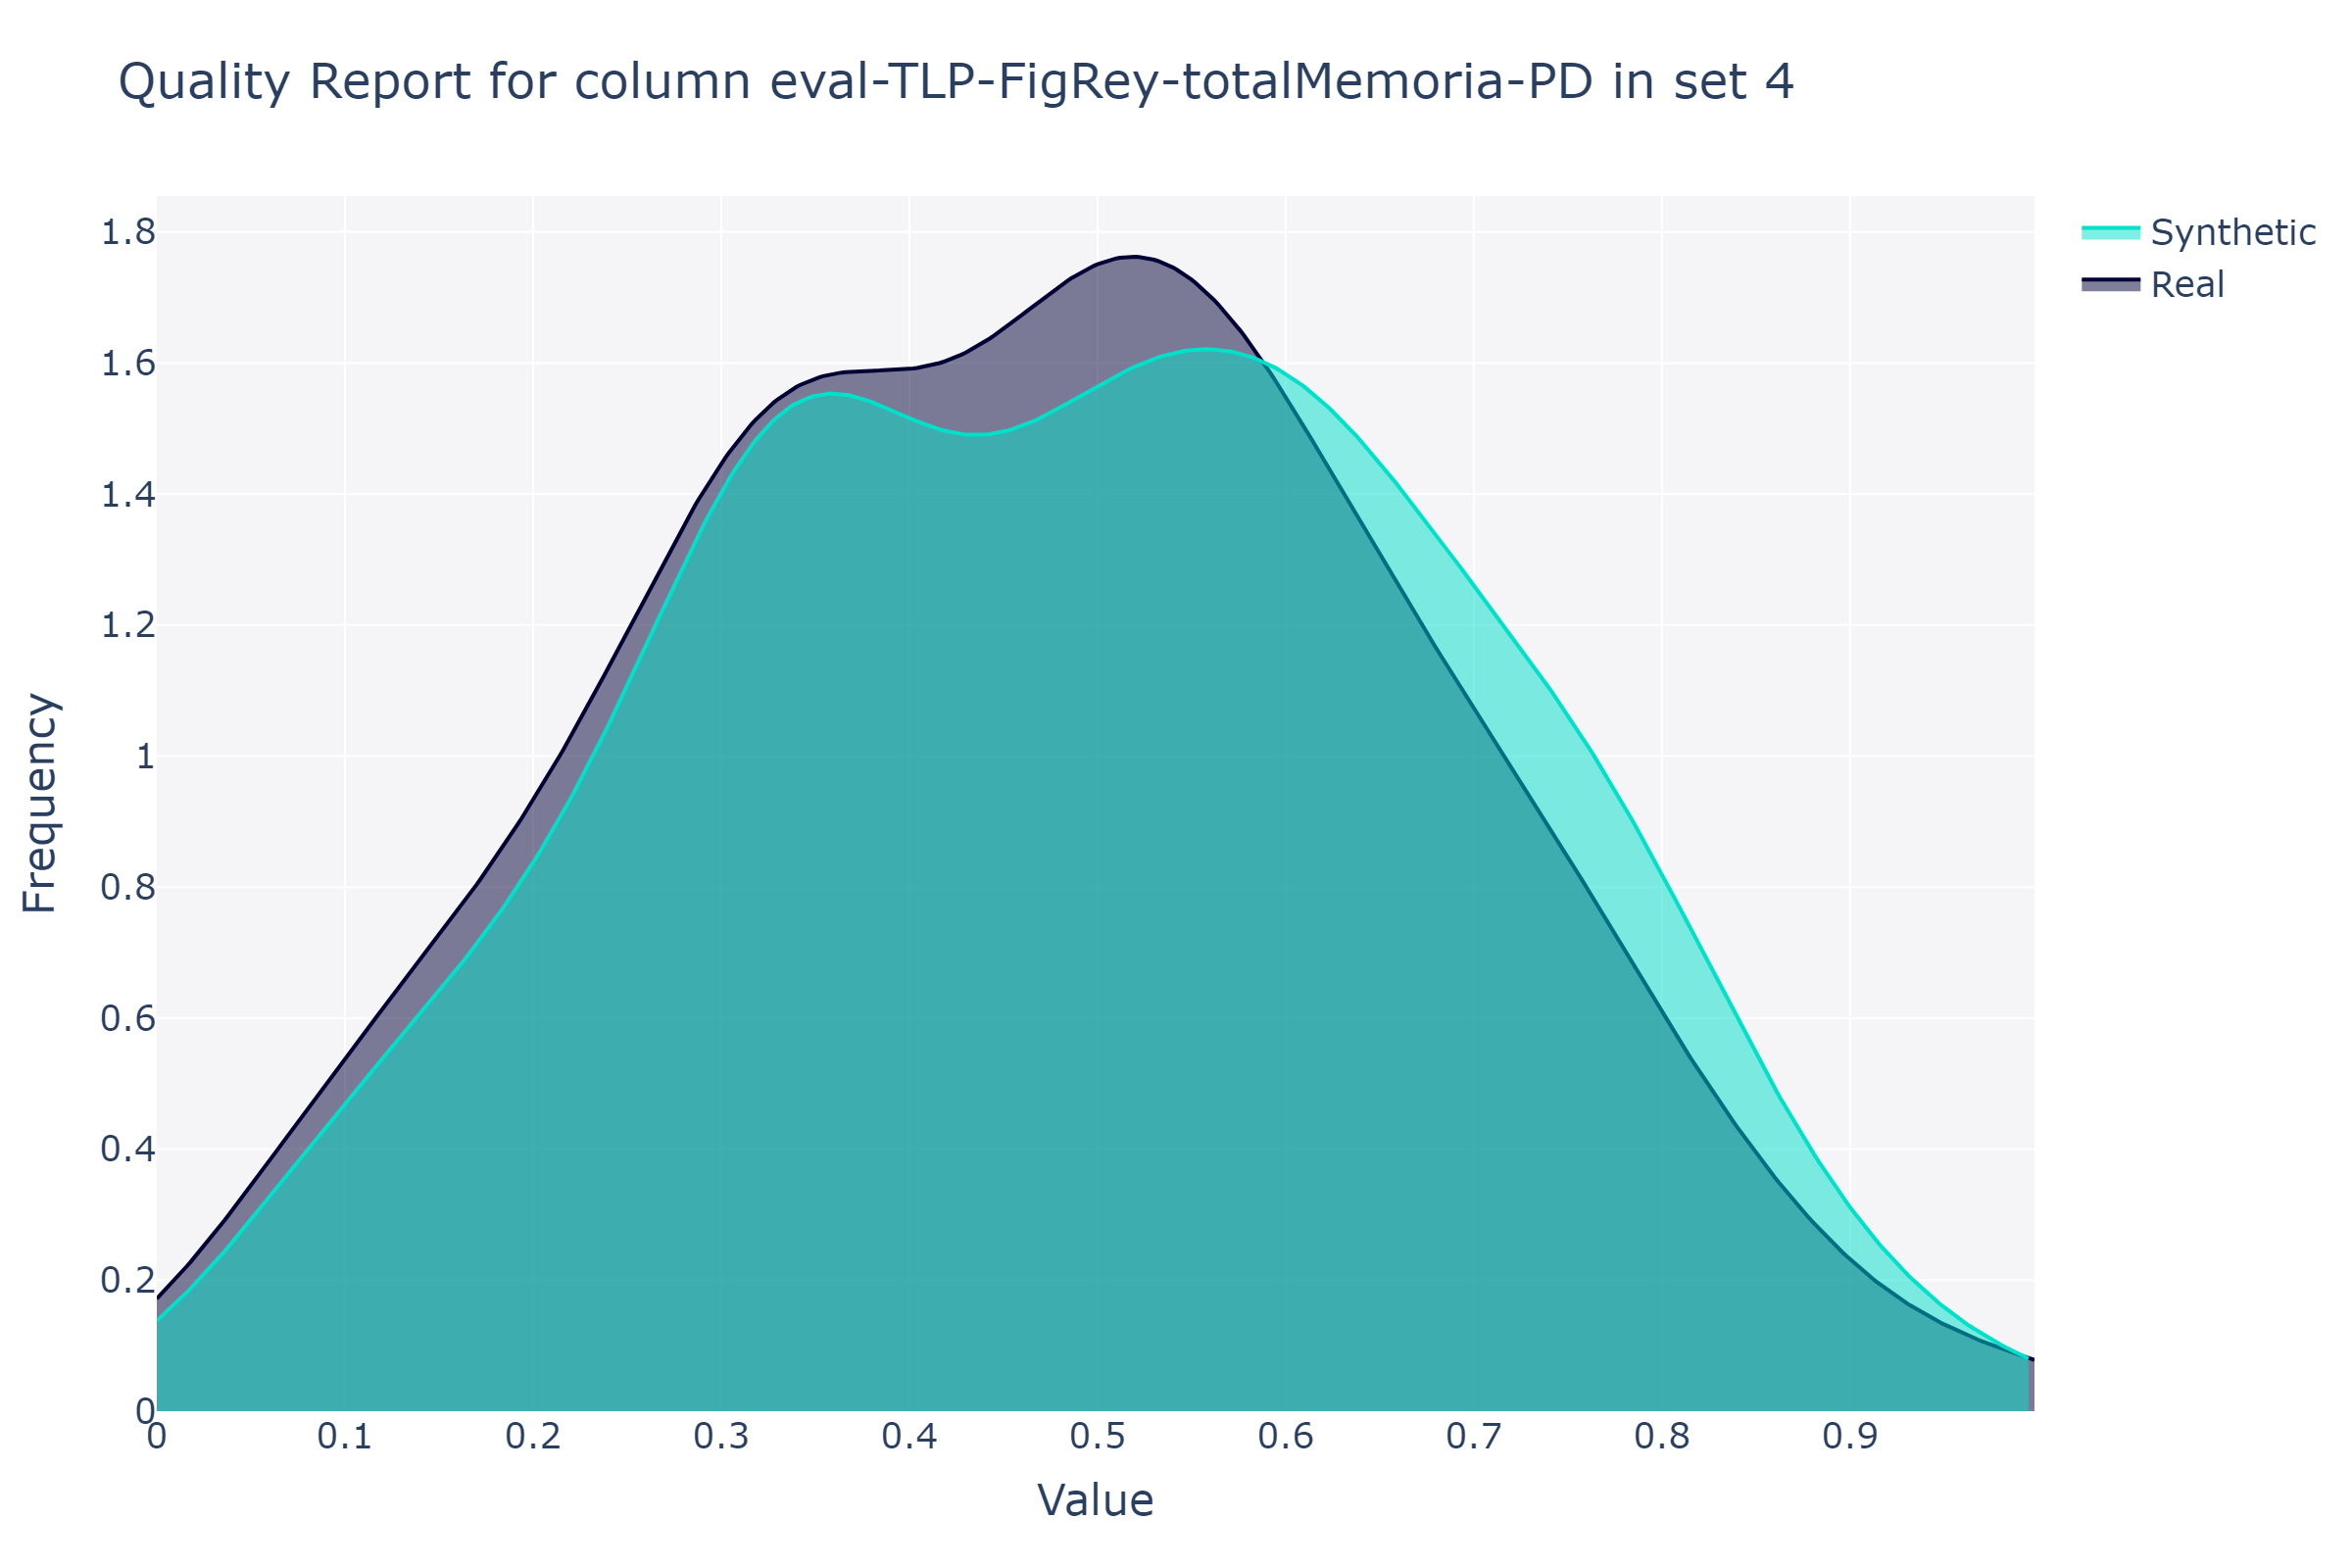 Quality Report for column eval-TLP-FigRey-totalMemoria-PD in set 4
Synthetic
Real
Frequency
1.8
1.6
1.4
1.2
1
0.8
0.6
0.4
0.2
0
0 0.1 0.2 0.3 0.4 0.5 0.6 0.7 0.8 0.9
Value